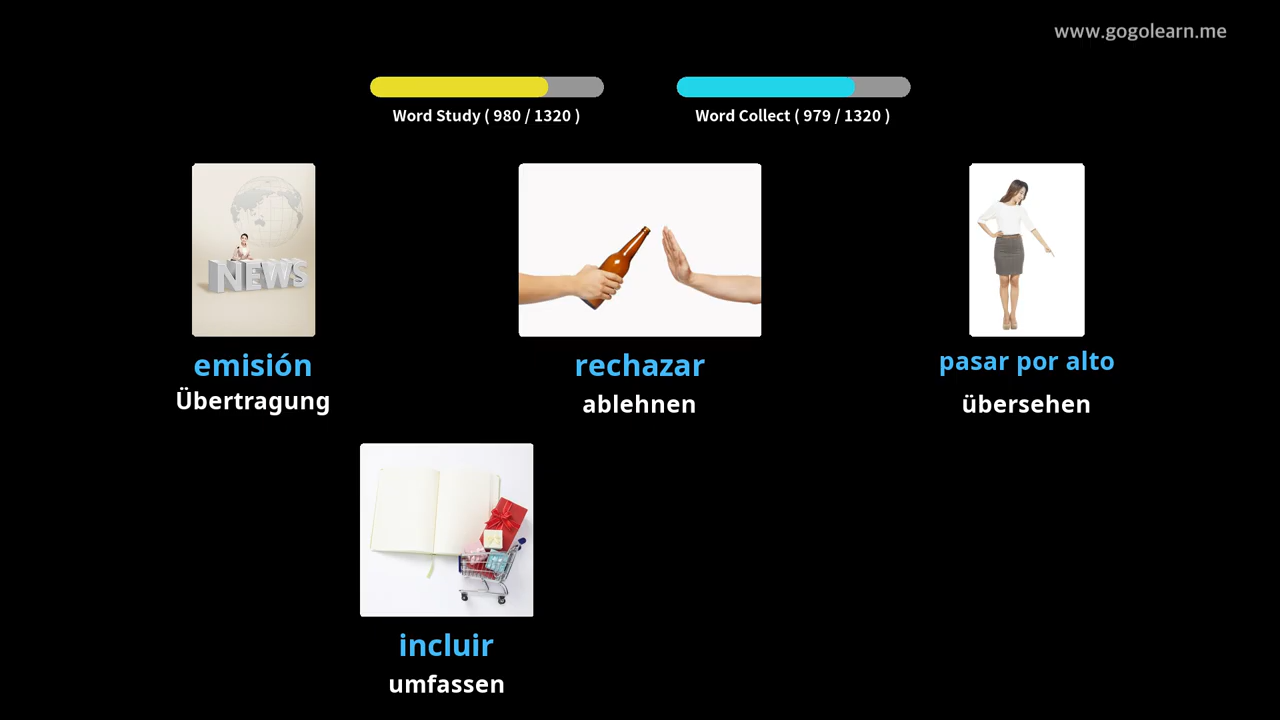 www.gogolearn.me
Word Study ( 980 / 1320 )
Word Collect ( 979 / 1320 )
NEWS
emisión
Übertragung
rechazar
ablehnen
pasar por alto
übersehen
incluir
umfassen